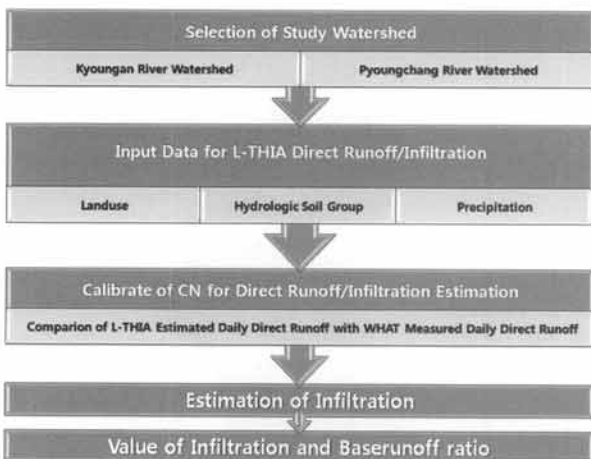 Selection of Study Watershed
Kyoungan River Watershed
Pyoungchang River Watershed
Input Data for L-THIA Direct Runoff/Infiltration
Landuse
Hydrologic Soil Group
Precipitation
Calibrate of CN for Direct Runoff/Infiltration Estimation
Comparion of L-THIA Estimated Daily Direct Runoff with WHAT Measured Daily Direct Runoff
Estimation of Infiltration
Value of Infiltration and Baserunoff ratio